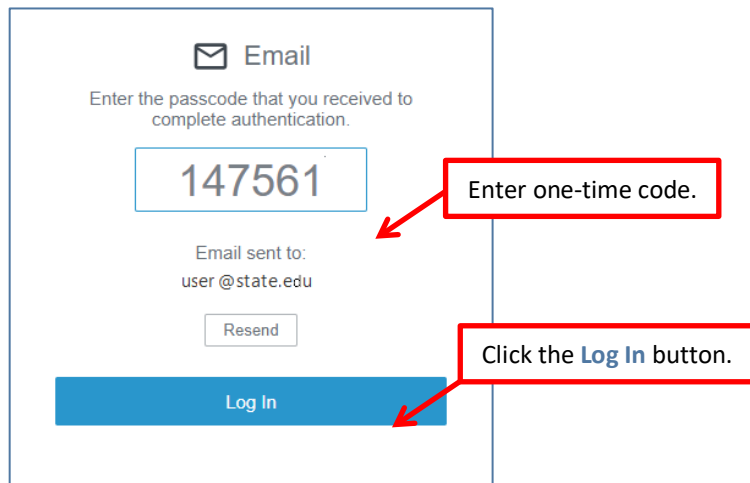 Email
Enter the passcode that you received to
complete authentication.
147561
Enter one-time code.
Email sent to:
user @state.edu
Resend
Click the Log In button.
Log In